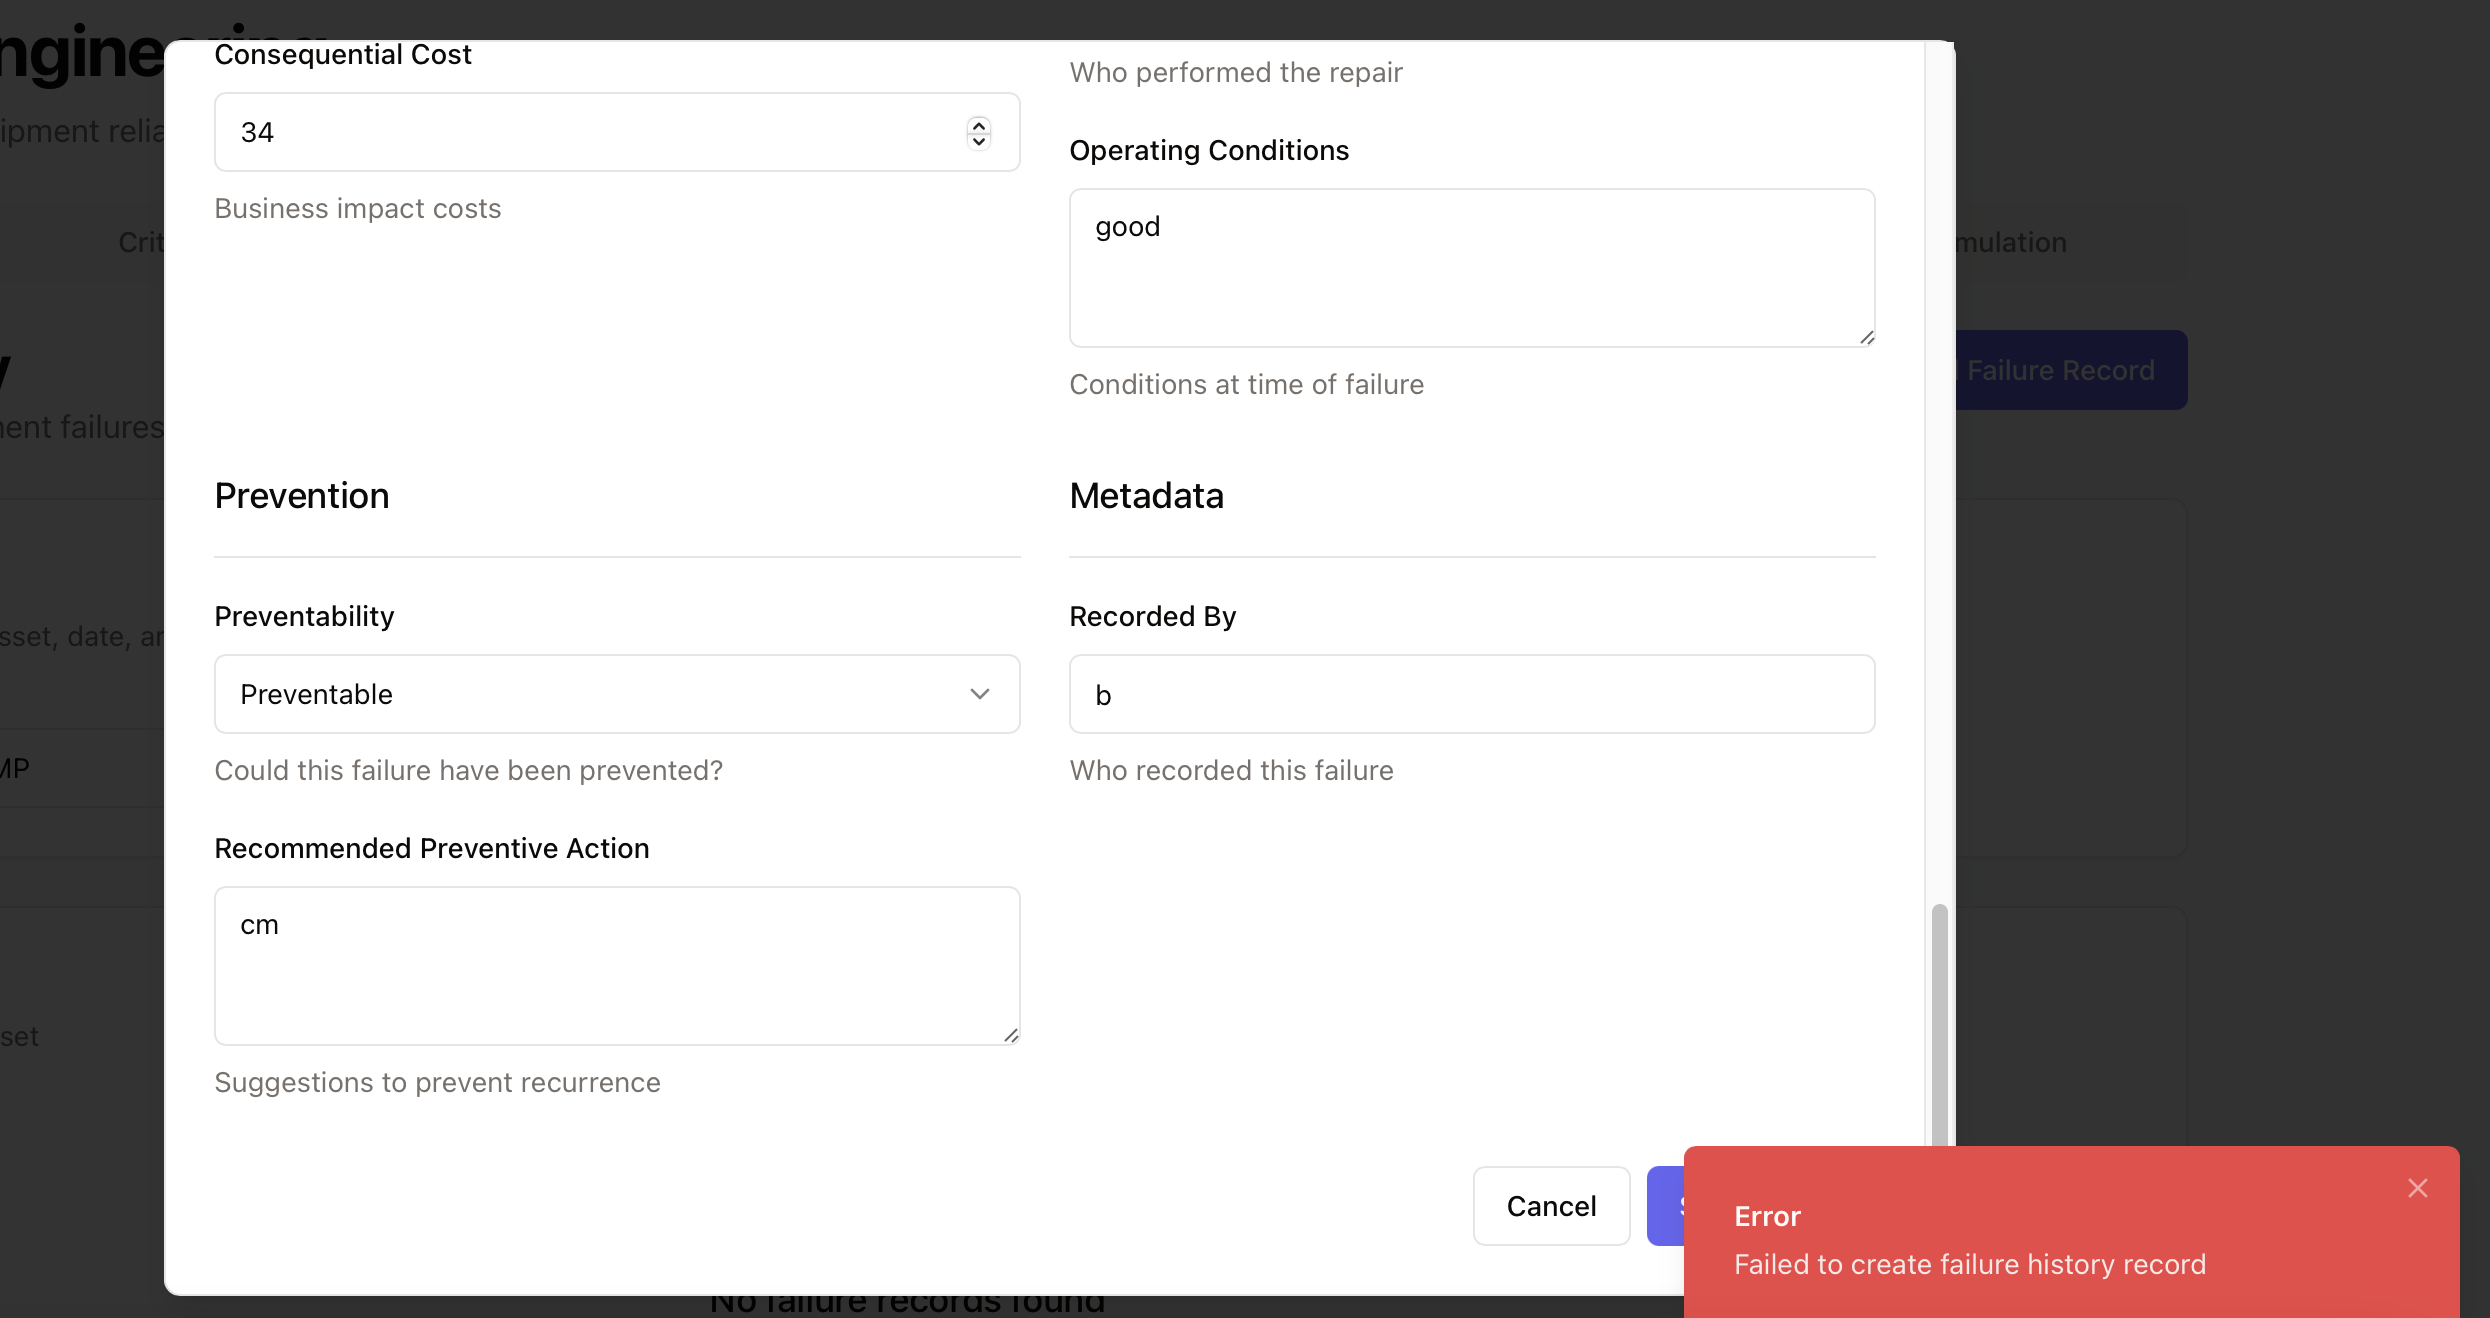 Consequential Cost
34
Business impact costs
Who performed the repair
Operating Conditions
good
Conditions at time of failure
Prevention
Preventability
Preventable
Could this failure have been prevented?
Recommended Preventive Action
cm
Suggestions to prevent recurrence
Metadata
Recorded By
b
Who recorded this failure
Cancel
Error
Failed to create failure history record
ngineering
ipment relia
Crit
mulation
y
Failure Record
ent failures
sset, date, ar
MP
set
No failure records found